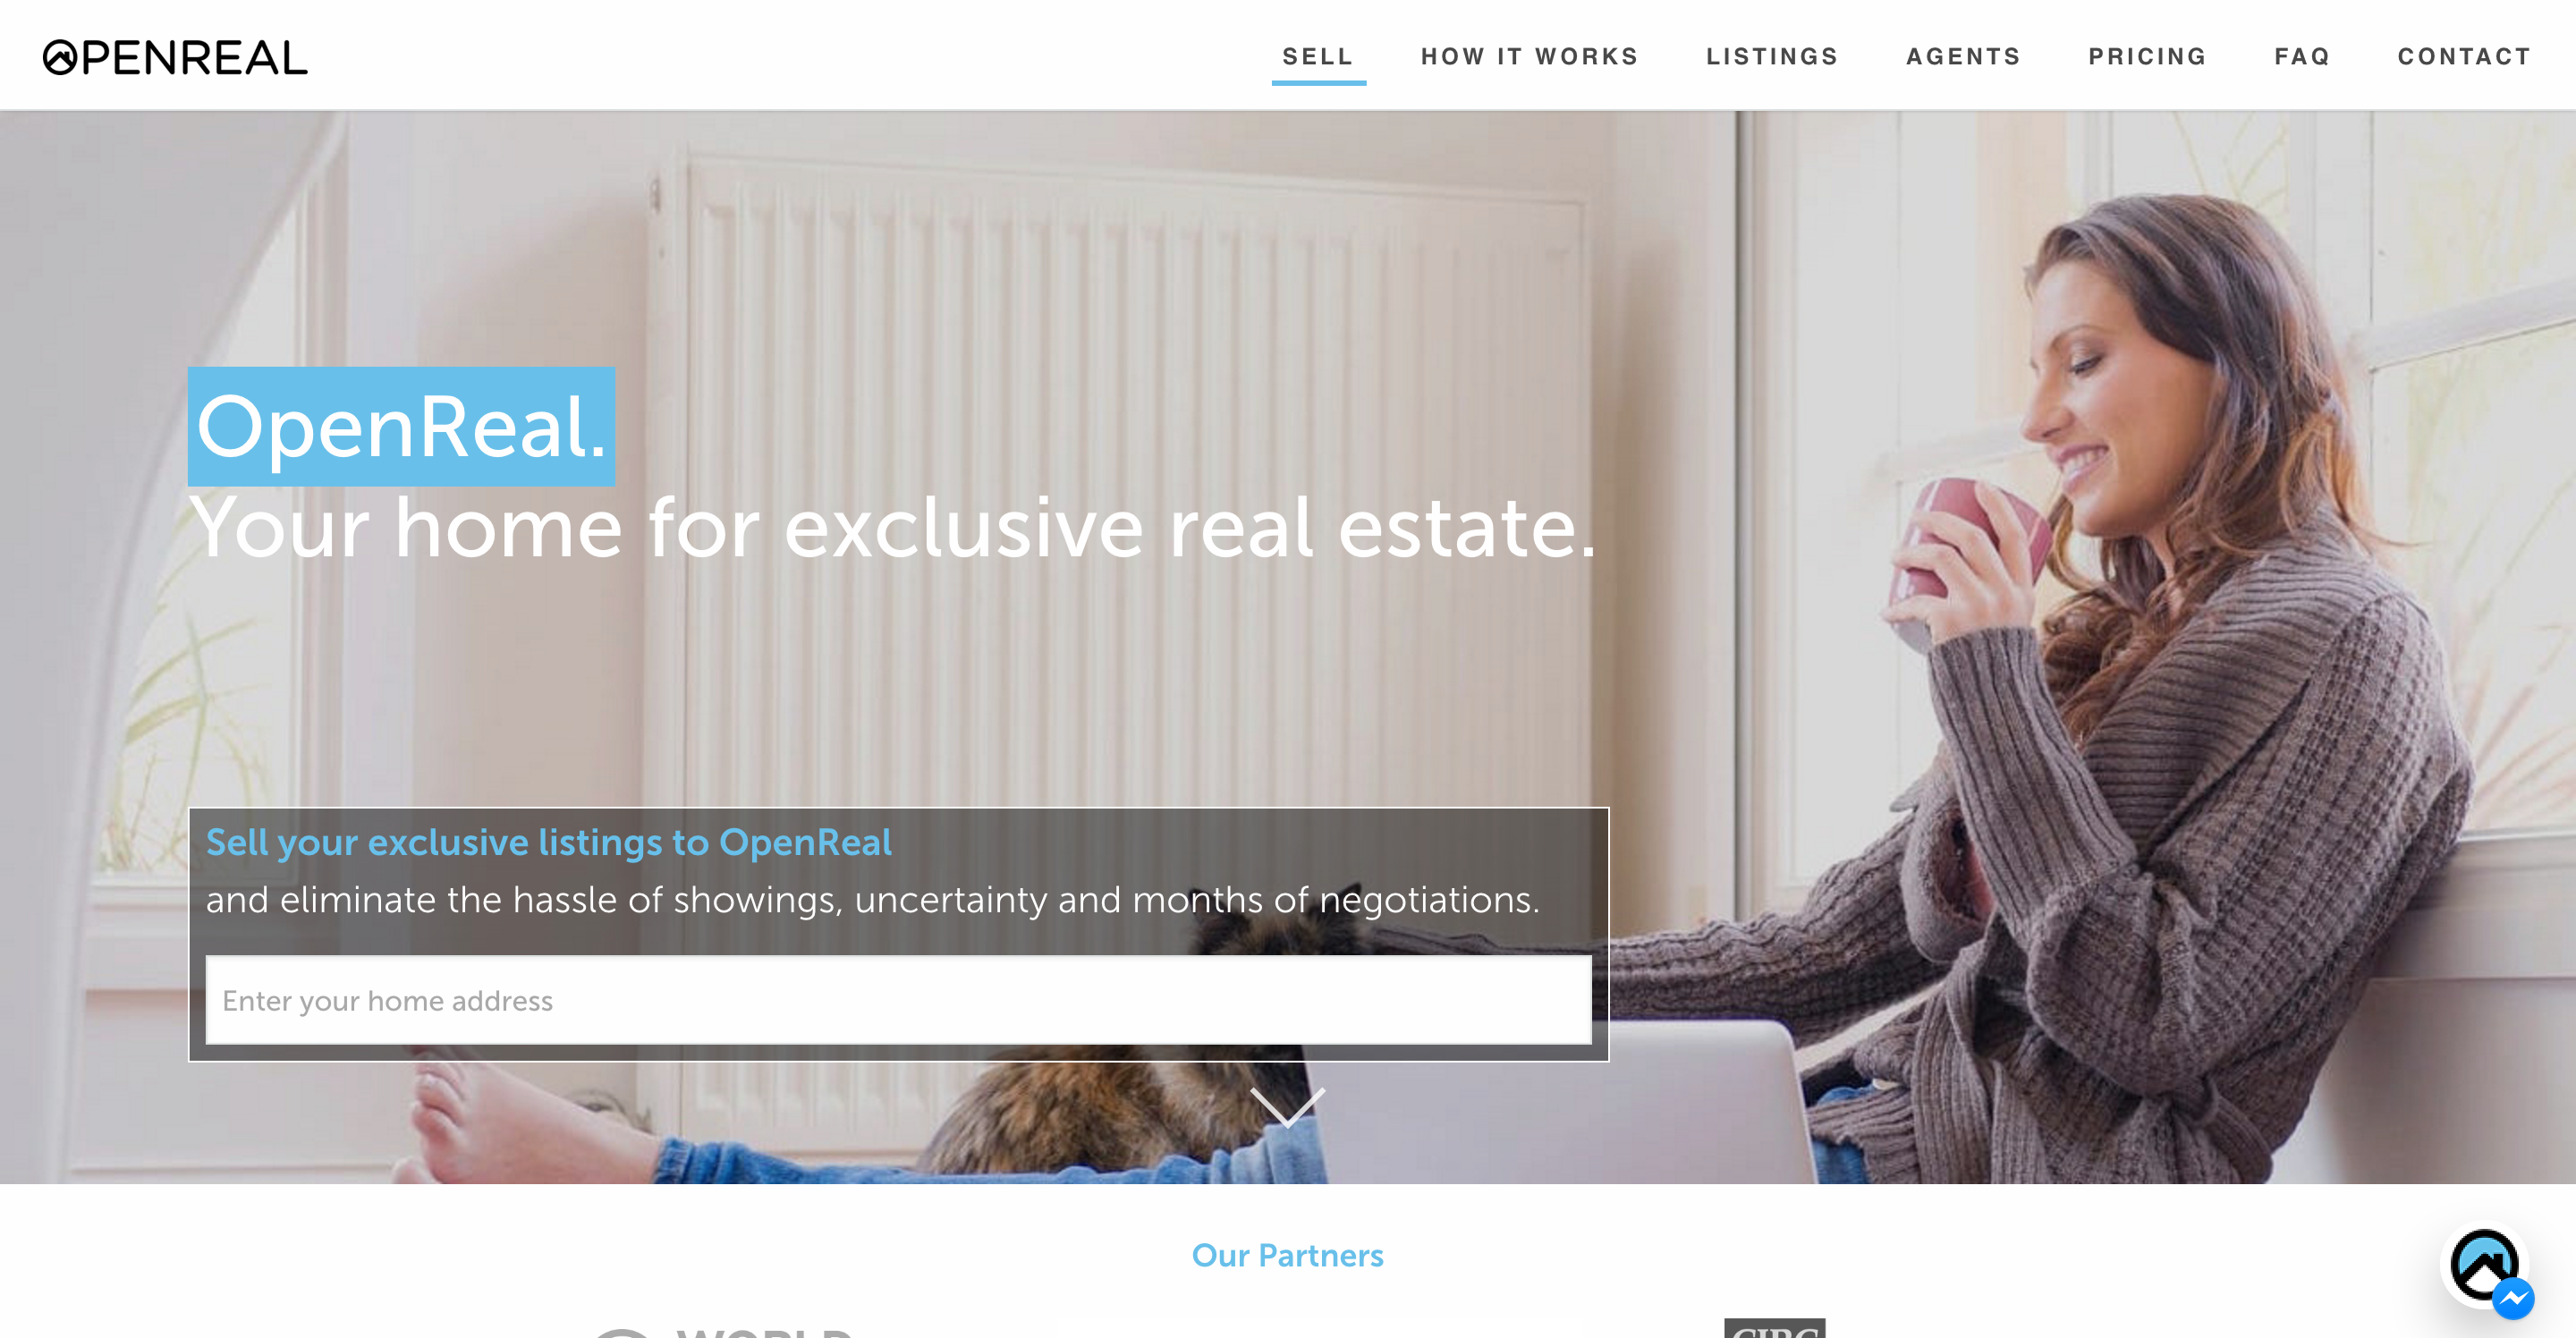 OPENREAL
SELL
HOW IT WORKS
LISTINGS
AGENTS
PRICING
FAQ
CONTACT
OpenReal.
Your home for exclusive real estate.
Sell your exclusive listings to OpenReal
and eliminate the hassle of showings, uncertainty and months of negotiations.
Enter your home address
Our Partners
WORLD